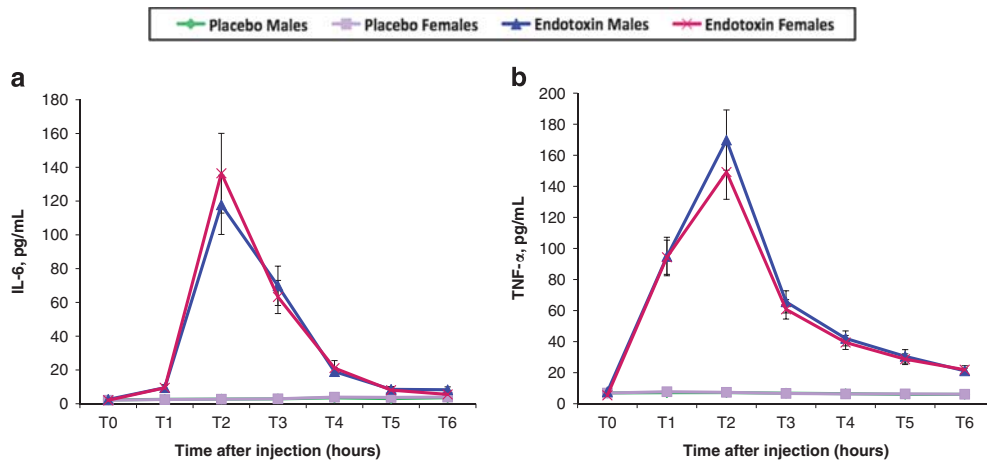 Placebo Males Placebo Females Endotoxin Males Endotoxin Females
a
IL-6, pg/mL
180
160
140
120
100
80
60
40
20
0
T0 T1 T2 T3 T4 T5 T6
Time after injection (hours)
b
TNF-α, pg/mL
200
180
160
140
120
100
80
60
40
20
0
T0 T1 T2 T3 T4 T5 T6
Time after injection (hours)